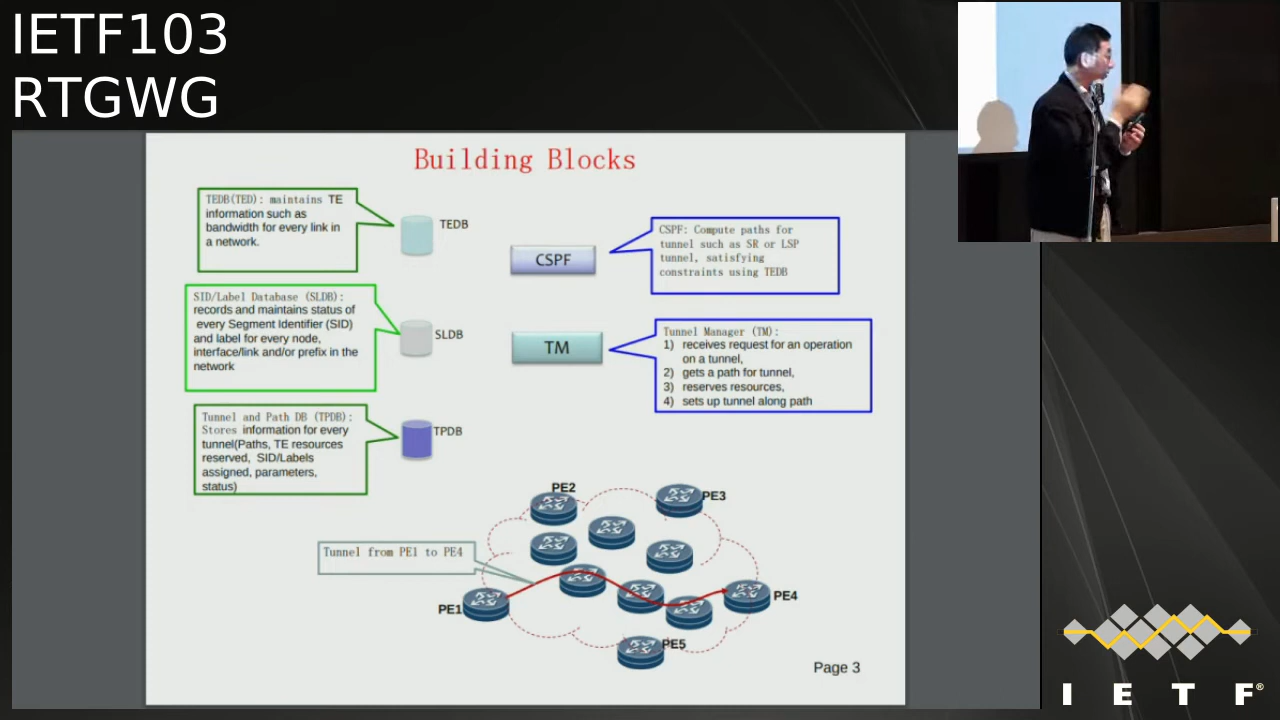 IETF103
RTGWG
Building Blocks
TEDB(TED): maintains TE
information such as
bandwidth for every link in
a network.
TEDB
CSPF
CSPF: Compute paths for
tunnel such as SR or LSP
tunnel, satisfying
constraints using TEDB
SID/Label Database (SLDB):
records and maintains status of
every Segment Identifier (SID)
and label for every node,
interface/link and/or prefix in the
network
SLDB
TM
Tunnel Manager (TM):
1) receives request for an operation
on a tunnel,
2) gets a path for tunnel,
3) reserves resources,
4) sets up tunnel along path
Tunnel and Path DB (TPDB):
Stores information for every
tunnel(Paths, TE resources
reserved, SID/Labels
assigned, parameters,
status)
TPDB
PE2
PE3
Tunnel from PE1 to PE4
PE1
PE4
PE5
Page 3
I E T F®